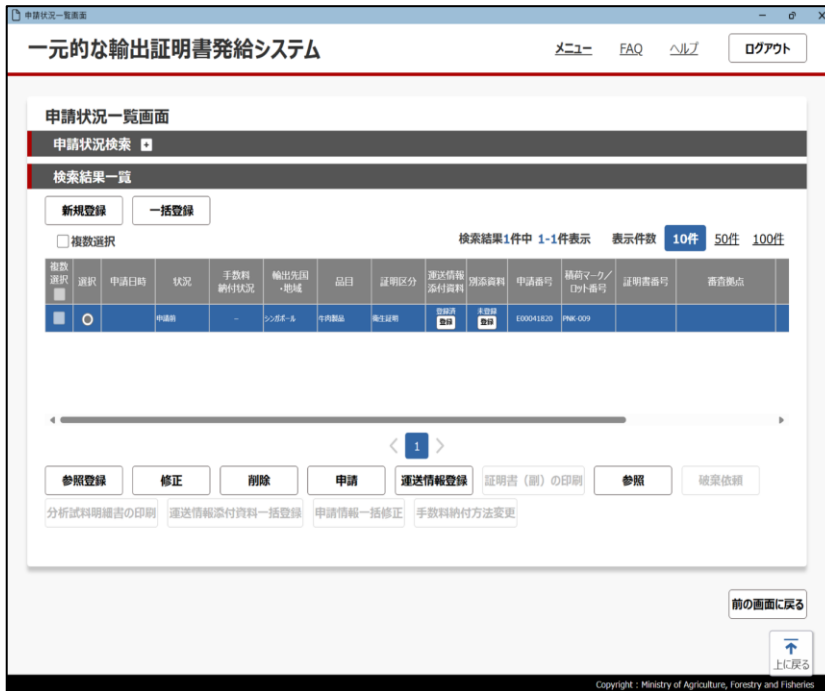 申請状況一覧画面
一元的な輸出証明書発給システム メニュー FAQ ヘルプ ログアウト
申請状況一覧画面
申請状況検索
検索結果一覧
新規登録 一括登録
複数選択 検索結果1件中 1-1件表示 表示件数 10件 50件 100件
複数選択 選択 申請日時 状況 手数料納付状況 輸出先国・地域 品目 証明区分 運送情報添付資料 別添資料 申請番号 積荷マーク/ロット番号 証明書番号 審査拠点
申請前 - シンガポール 牛肉製品 衛生証明 登録済 登録 未登録 登録 E00041820 PNK-009
1
参照登録 修正 削除 申請 運送情報登録 証明書（副）の印刷 参照 破棄依頼
分析試料明細書の印刷 運送情報添付資料一括登録 申請情報一括修正 手数料納付方法変更
前の画面に戻る
上に戻る
Copyright : Ministry of Agriculture, Forestry and Fisheries